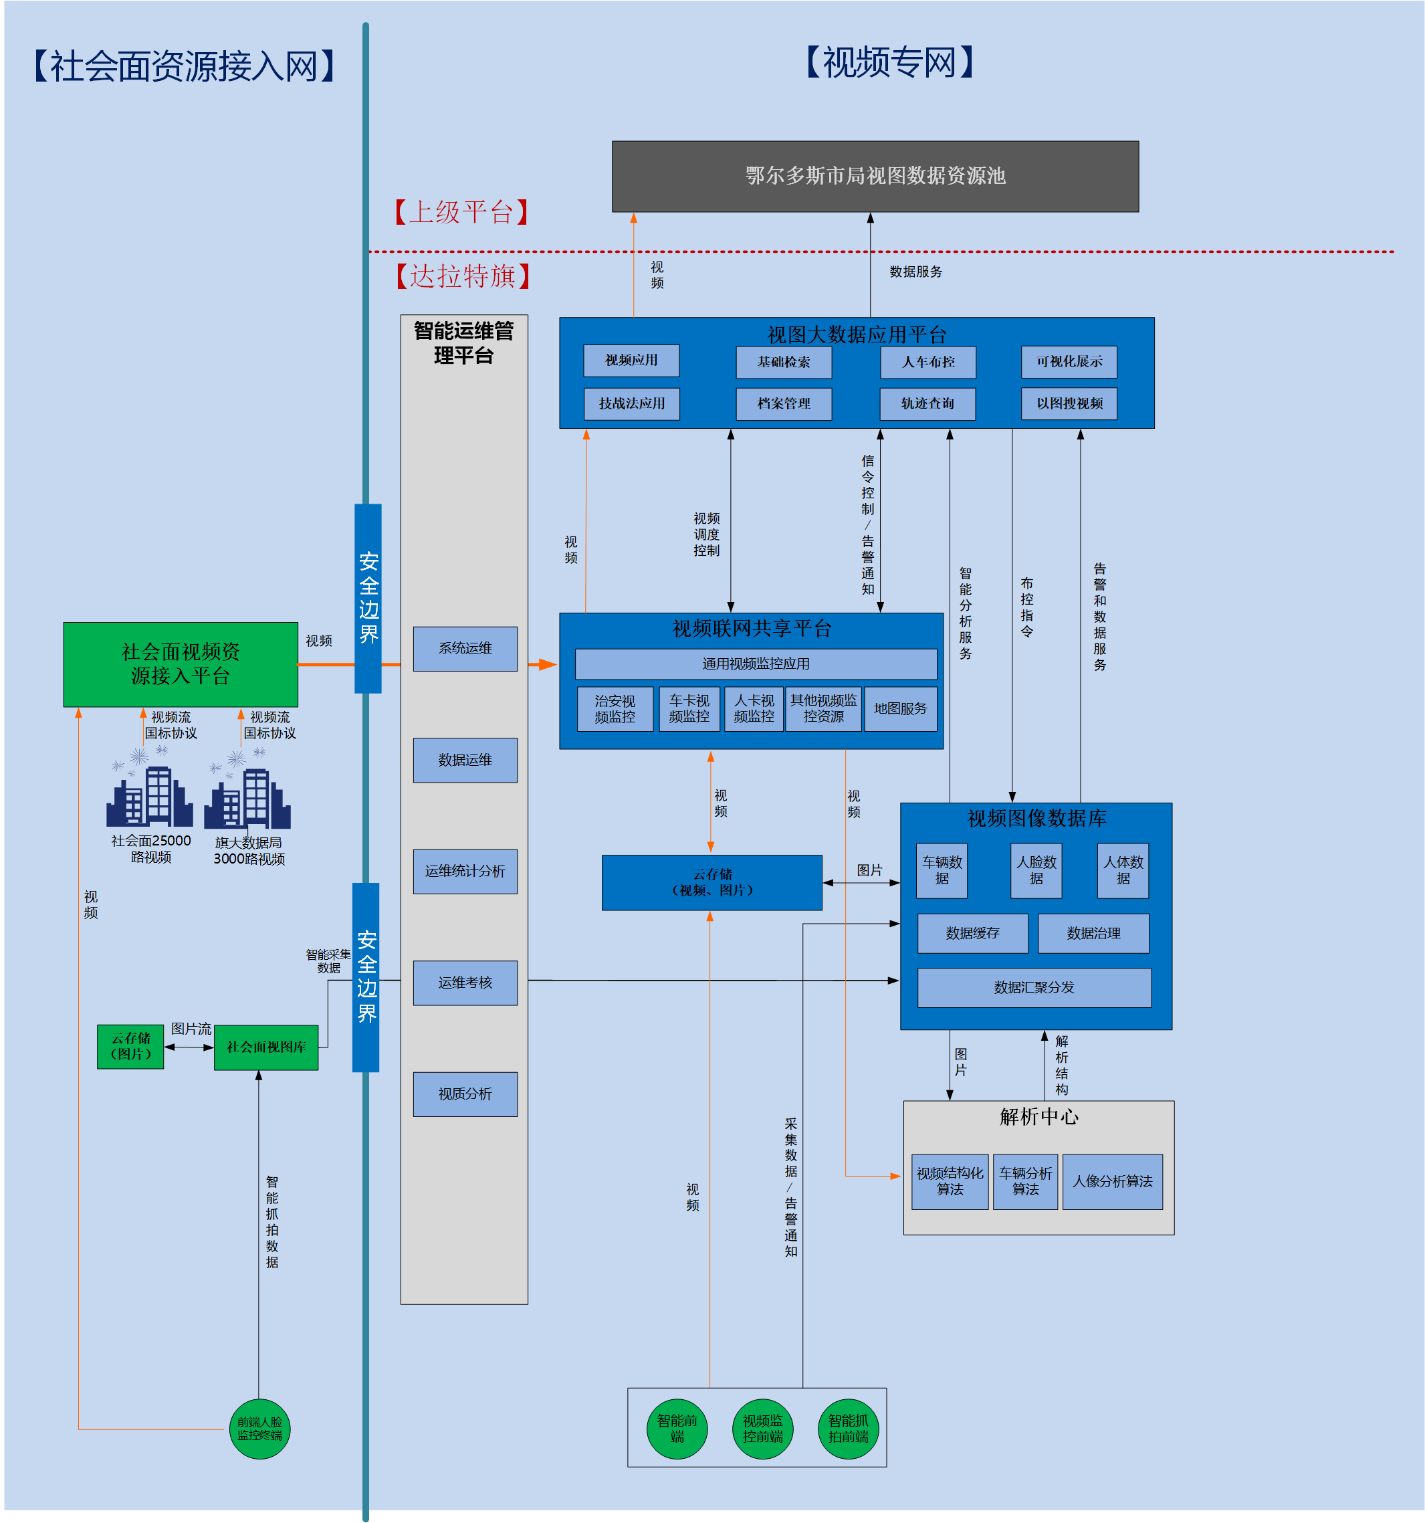 【社会面资源接入网】
【视频专网】
鄂尔多斯市局视图数据资源池
【上级平台】
【达拉特旗】
视
频
数据服务
智能运维管
理平台
视图大数据应用平台
视频应用
基础检索
人车布控
可视化展示
技战法应用
档案管理
轨迹查询
以图搜视频
视
频
视频
调度
控制
信
令
控
制
/
告
警
通
知
智
能
分
析
服
务
布
控
指
令
告
警
和
数
据
服
务
安
全
边
界
社会面视频资
源接入平台
视频
视频流
国标协议
视频流
国标协议
社会面25000
路视频
旗大数据局
3000路视频
视
频
系统运维
数据运维
运维统计分析
运维考核
视质分析
视频联网共享平台
通用视频监控应用
治安视
频监控
车卡视
频监控
人卡视
频监控
其他视频监
控资源
地图服务
视
频
视
频
云存储
（视频、图片）
图片
视频图像数据库
车辆数
据
人脸数
据
人体数
据
数据缓存
数据治理
数据汇聚分发
安
全
边
界
智能采集
数据
云存储
（图片）
图片流
社会面视图库
智
能
抓
拍
数
据
图
片
解
析
结
构
解析中心
视频结构化
算法
车辆分析
算法
人像分析算法
视
频
采
集
数
据
/
告
警
通
知
前端人脸
监控终端
智能前
端
视频监
控前端
智能抓
拍前端